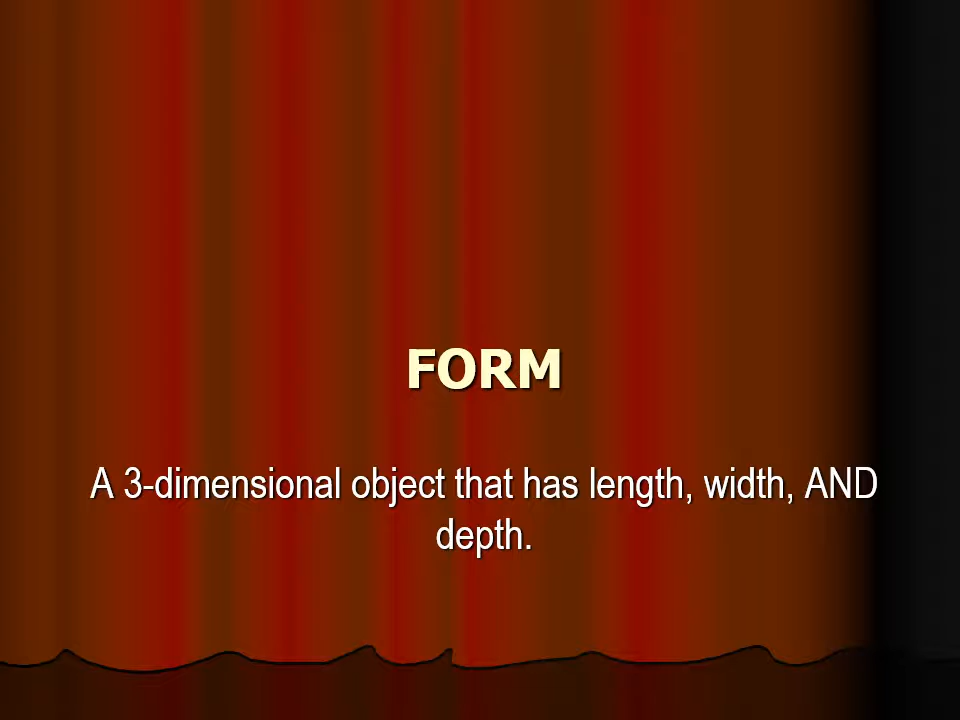 FORM
A 3-dimensional object that has length, width, AND
depth.